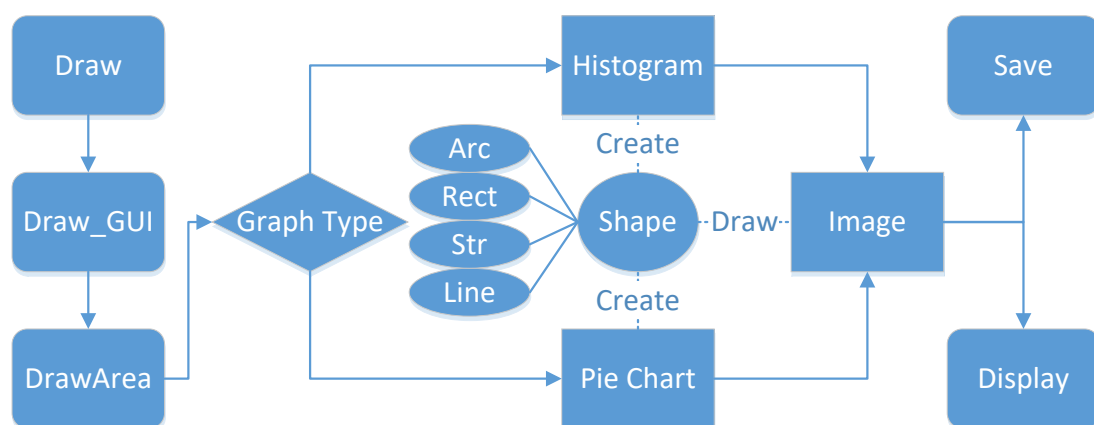 Draw
Draw_GUI
DrawArea
Graph Type
Histogram
Create
Arc
Rect
Str
Line
Shape
Draw
Create
Pie Chart
Image
Save
Display